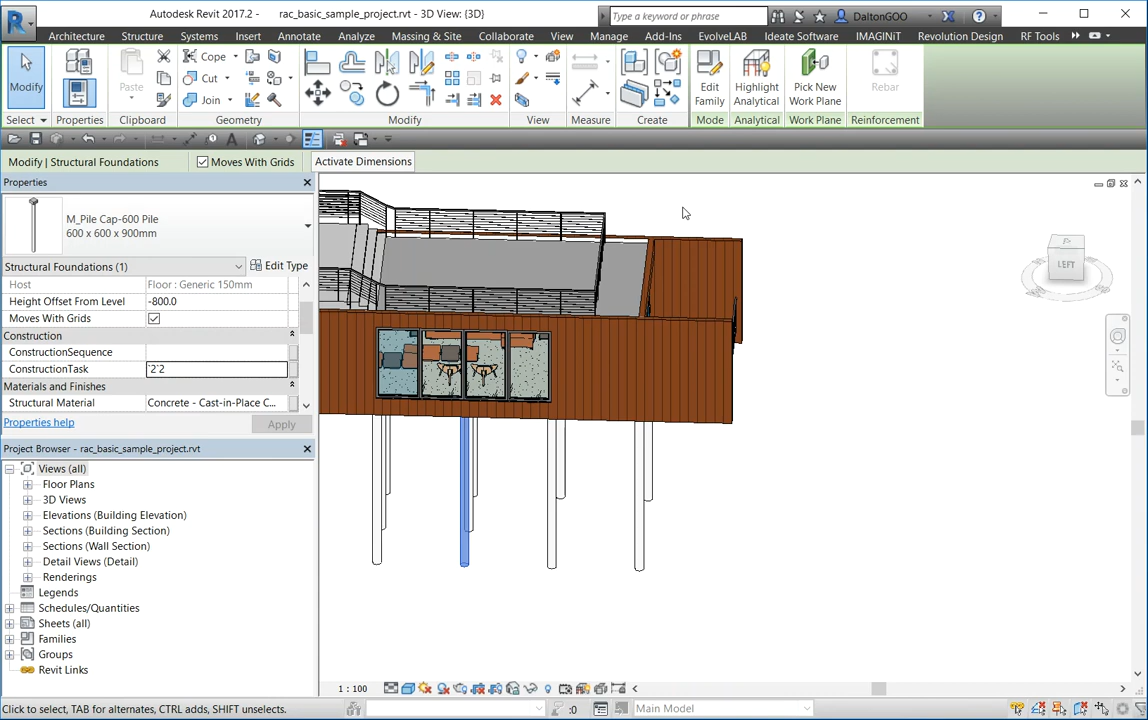 Autodesk Revit 2017.2 - rac_basic_sample_project.rvt - 3D View: {3D}
Type a keyword or phrase
DaltonGOO
Architecture Structure Systems Insert Annotate Analyze Massing & Site Collaborate View Manage Add-Ins EvolveLAB Ideate Software IMAGINiT Revolution Design RF Tools
Modify
Paste
Cope
Cut
Join
Edit Family
Highlight Analytical
Pick New Work Plane
Rebar
Select Properties Clipboard Geometry Modify View Measure Create Mode Analytical Work Plane Reinforcement
Modify | Structural Foundations Moves With Grids Activate Dimensions
Properties
M_Pile Cap-600 Pile
600 x 600 x 900mm
Structural Foundations (1) Edit Type
Host Floor : Generic 150mm
Height Offset From Level -800.0
Moves With Grids
Construction
ConstructionSequence
ConstructionTask `2`2
Materials and Finishes
Structural Material Concrete - Cast-in-Place C...
Properties help Apply
Project Browser - rac_basic_sample_project.rvt
Views (all)
Floor Plans
3D Views
Elevations (Building Elevation)
Sections (Building Section)
Sections (Wall Section)
Detail Views (Detail)
Renderings
Legends
Schedules/Quantities
Sheets (all)
Families
Groups
Revit Links
LEFT
1 : 100
Click to select, TAB for alternates, CTRL adds, SHIFT unselects.
:0
Main Model